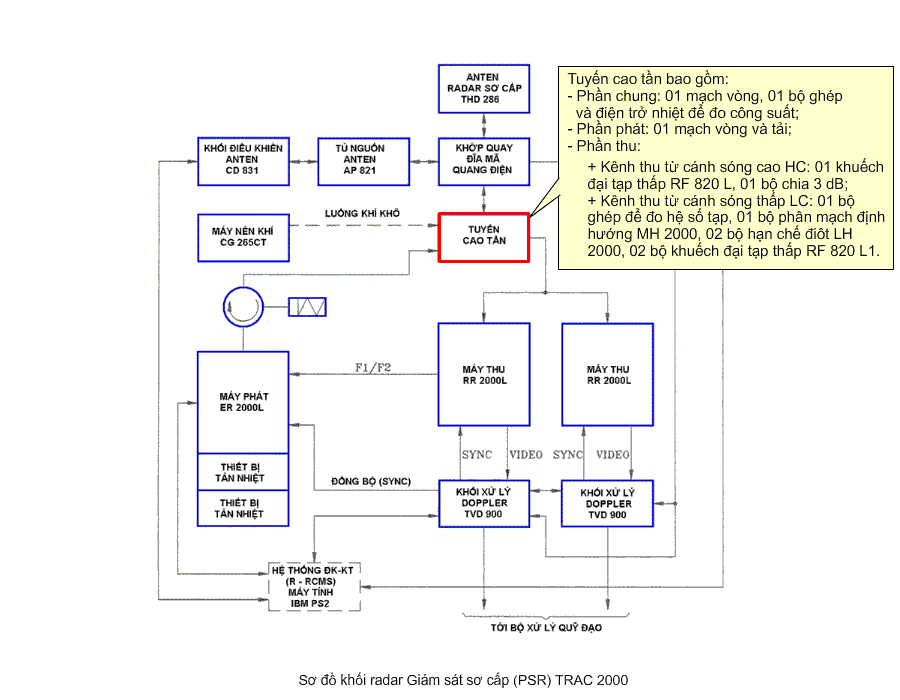 ANTEN
RADAR SƠ CẤP
THD 286
Tuyến cao tần bao gồm:
- Phần chung: 01 mạch vòng, 01 bộ ghép
và điện trở nhiệt để đo công suất;
- Phần phát: 01 mạch vòng và tải;
- Phần thu:
+ Kênh thu từ cánh sóng cao HC: 01 khuếch
đại tạp thấp RF 820 L, 01 bộ chia 3 dB;
+ Kênh thu từ cánh sóng thấp LC: 01 bộ
ghép để đo hệ số tạp, 01 bộ phân mạch định
hướng MH 2000, 02 bộ hạn chế điôt LH
2000, 02 bộ khuếch đại tạp thấp RF 820 L1.
KHỐI ĐIỀU KHIỂN
ANTEN
CD 831
TỦ NGUỒN
ANTEN
AP 821
KHỚP QUAY
ĐĨA MÃ
QUANG ĐIỆN
LUỒNG KHÍ KHÔ
MÁY NÉN KHÍ
CG 265CT
TUYẾN
CAO TẦN
F1/F2
MÁY PHÁT
ER 2000L
MÁY THU
RR 2000L
MÁY THU
RR 2000L
SYNC
VIDEO
SYNC
VIDEO
THIẾT BỊ
TẢN NHIỆT
THIẾT BỊ
TẢN NHIỆT
ĐỒNG BỘ (SYNC)
KHỐI XỬ LÝ
DOPPLER
TVD 900
KHỐI XỬ LÝ
DOPPLER
TVD 900
HỆ THỐNG ĐK-KT
(R - RCMS)
MÁY TÍNH
IBM PS2
TỚI BỘ XỬ LÝ QUỸ ĐẠO
Sơ đồ khối radar Giám sát sơ cấp (PSR) TRAC 2000